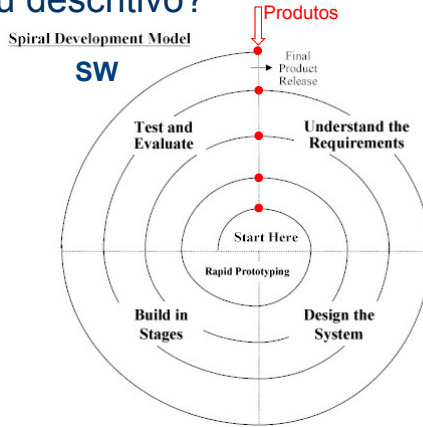 u descritivo?
Produtos
Spiral Development Model
SW
Final
Product
Release
Test and
Evaluate
Understand the
Requirements
Start Here
Rapid Prototyping
Build in
Stages
Design the
System